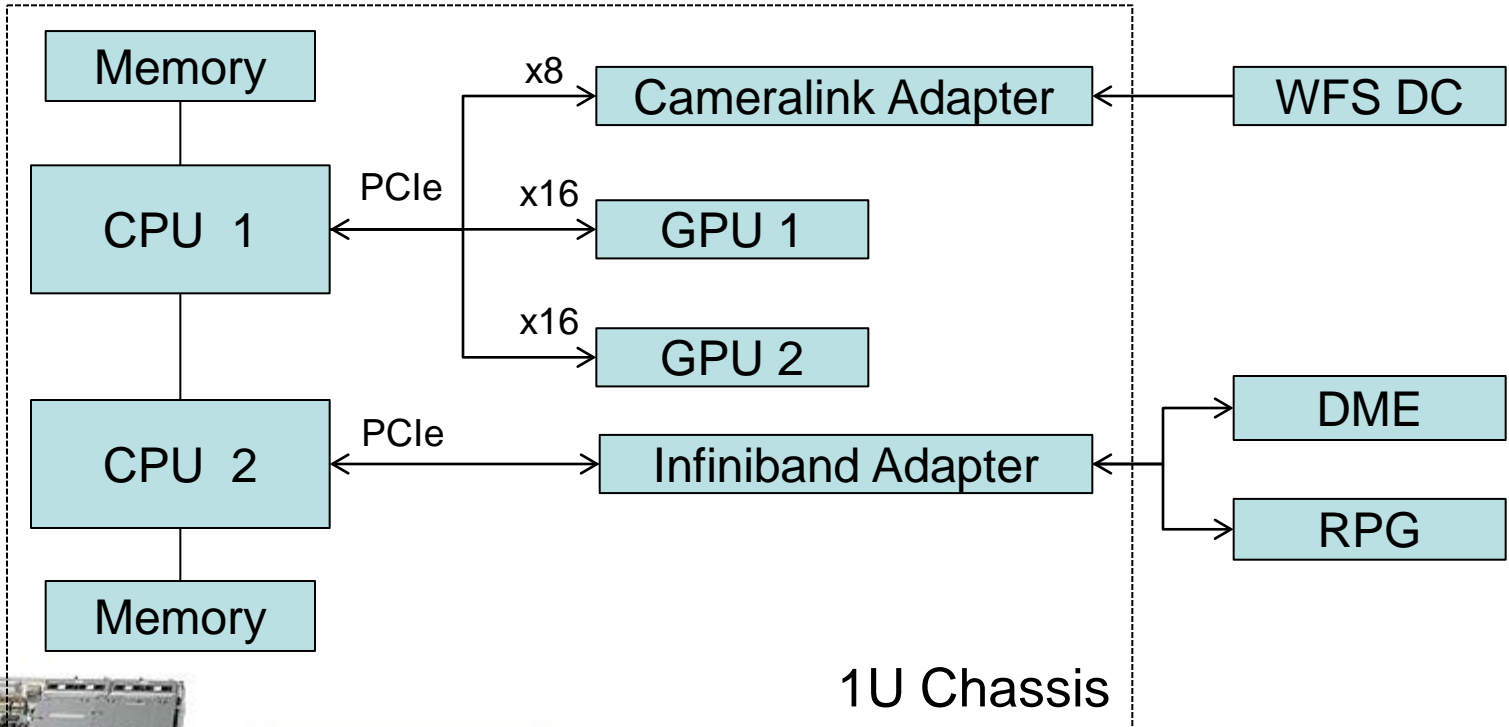 Memory
x8
Cameralink Adapter
WFS DC
CPU 1
PCIe
x16
GPU 1
x16
GPU 2
CPU 2
PCIe
Infiniband Adapter
DME
RPG
Memory
1U Chassis